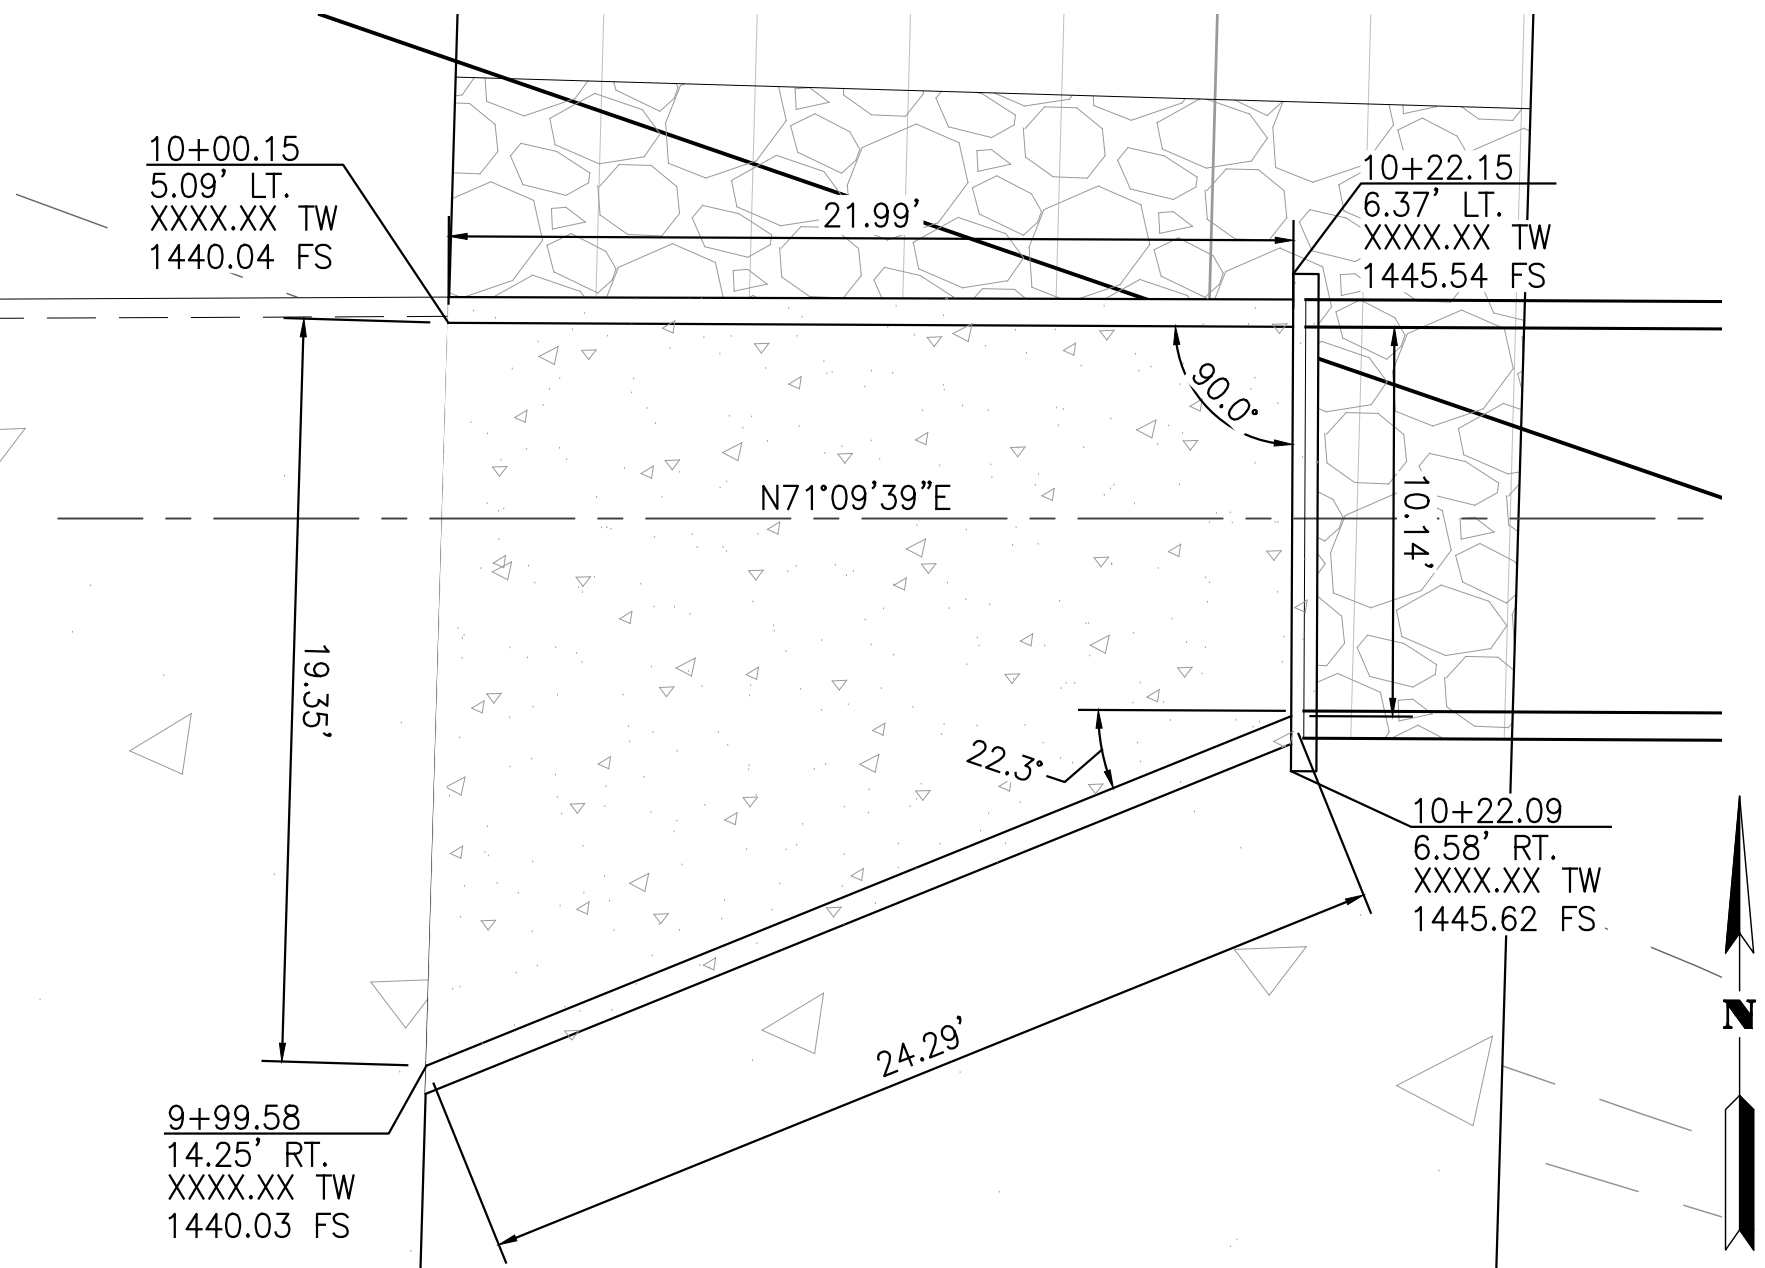 10+00.15
5.09' LT.
XXXX.XX TW
1440.04 FS
21.99'
10+22.15
6.37' LT.
XXXX.XX TW
1445.54 FS
90.0°
N71°09'39"E
10.14'
19.35'
22.3°
10+22.09
6.58' RT.
XXXX.XX TW
1445.62 FS
24.29'
N
9+99.58
14.25' RT.
XXXX.XX TW
1440.03 FS